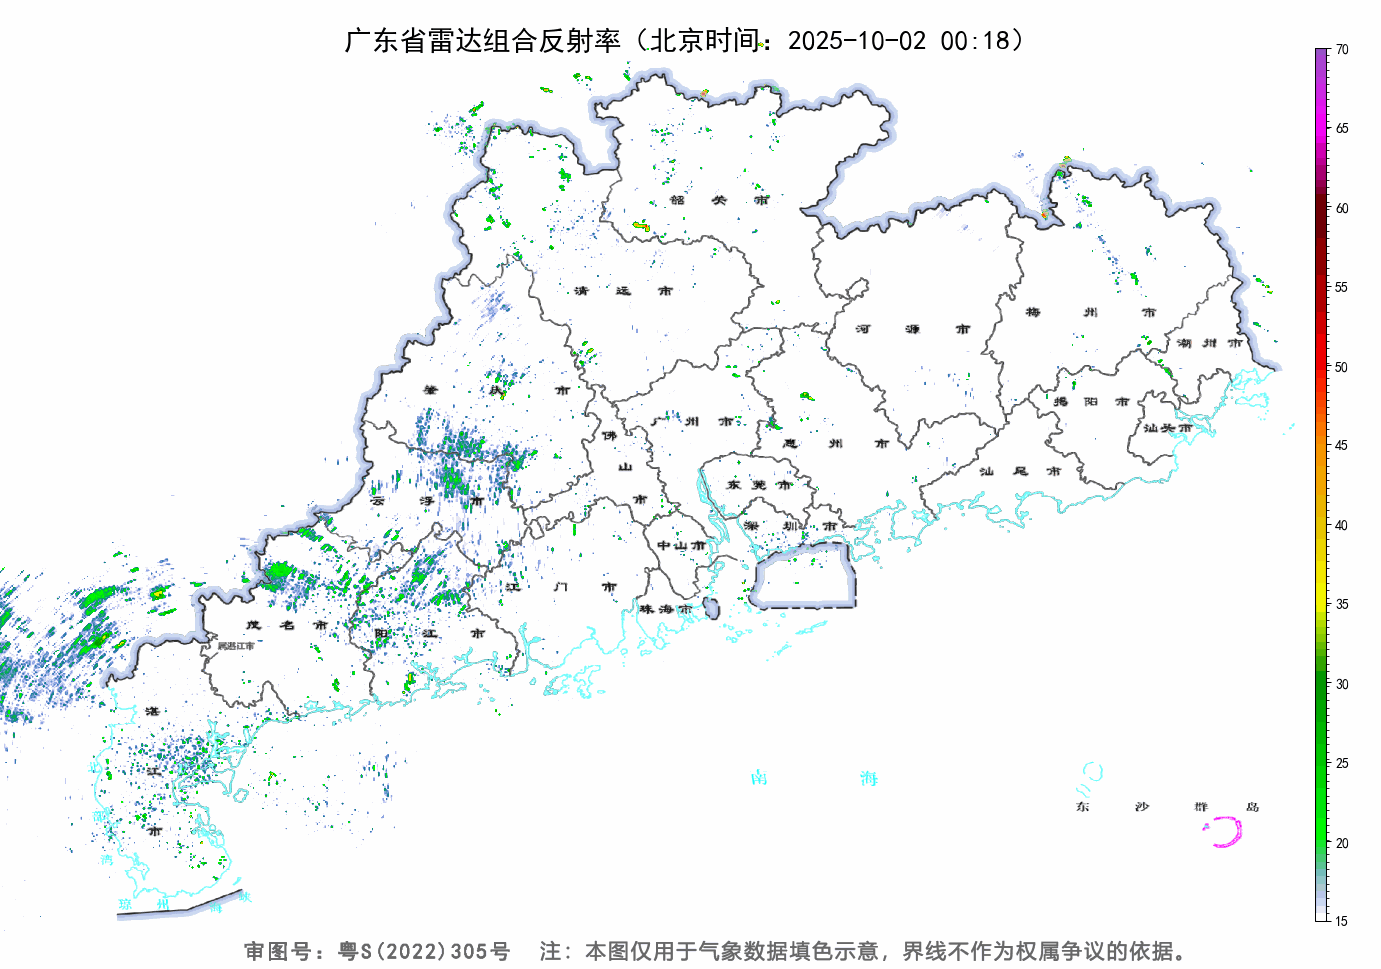 广东省雷达组合反射率（北京时间：2025-10-02 00:18）
70
65
60
55
50
45
40
35
30
25
20
15
韶关市
清远市
河源市
梅州市
潮州市
肇庆市
揭阳市
汕头市
广州市
惠州市
佛山市
汕尾市
云浮市
东莞市
深圳市
中山市
江门市
珠海市
茂名市
阳江市
属湛江市
湛江市
南海
东沙群岛
湾
琼州海峡
审图号：粤S(2022)305号 注：本图仅用于气象数据填色示意，界线不作为权属争议的依据。